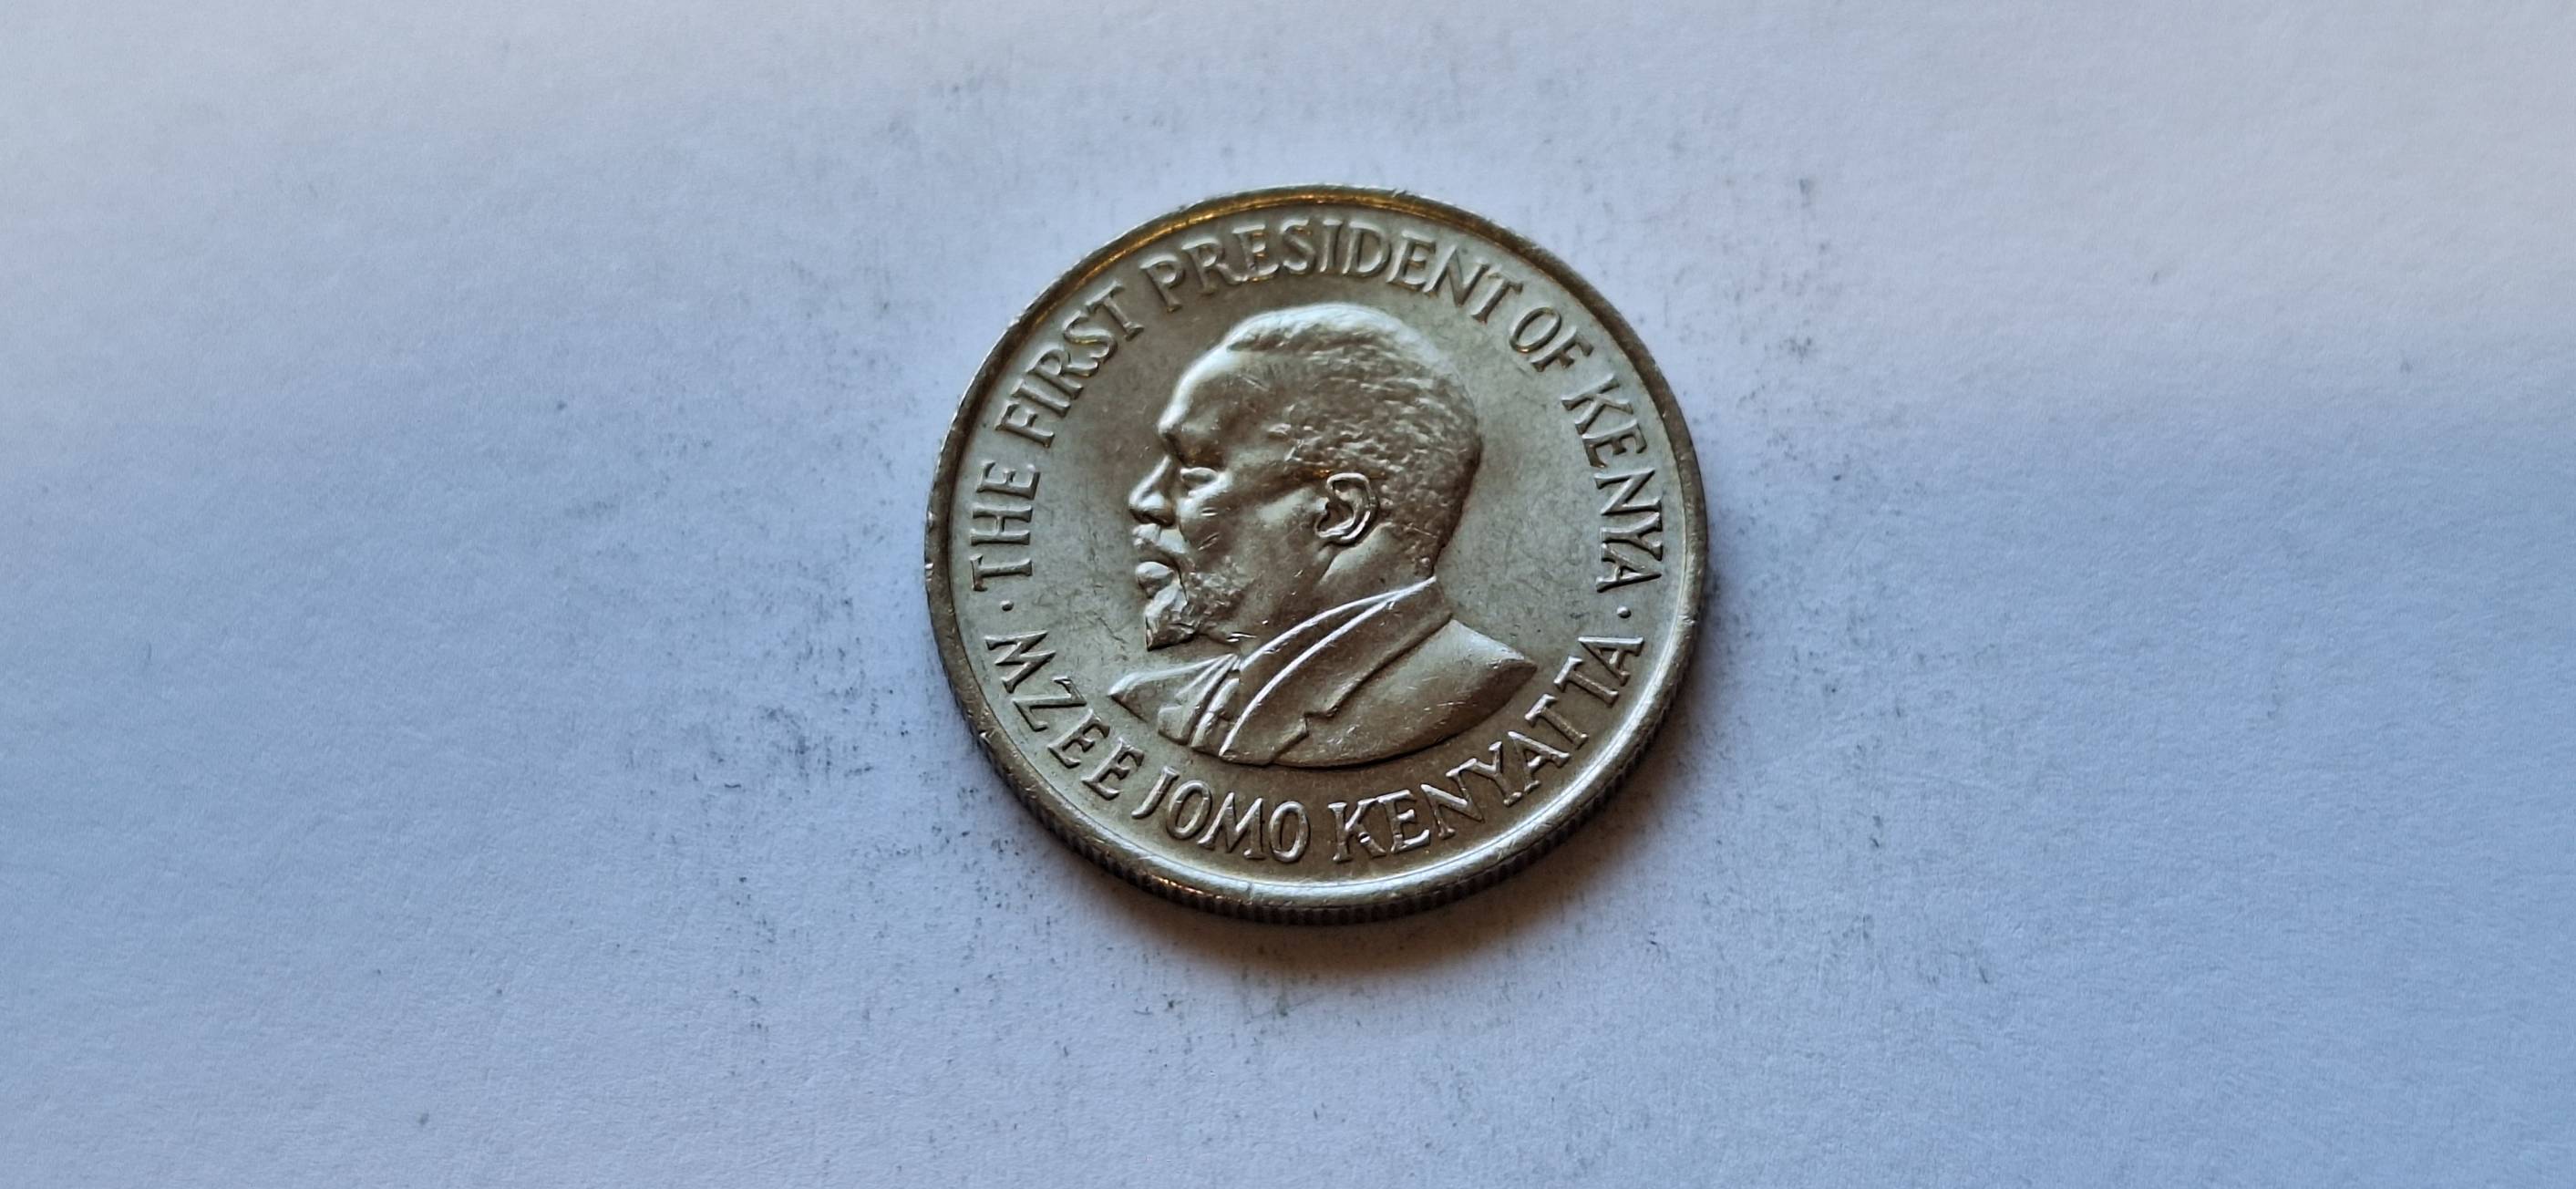 · THE FIRST PRESIDENT OF KENYA ·
MZEE JOMO KENYATTA